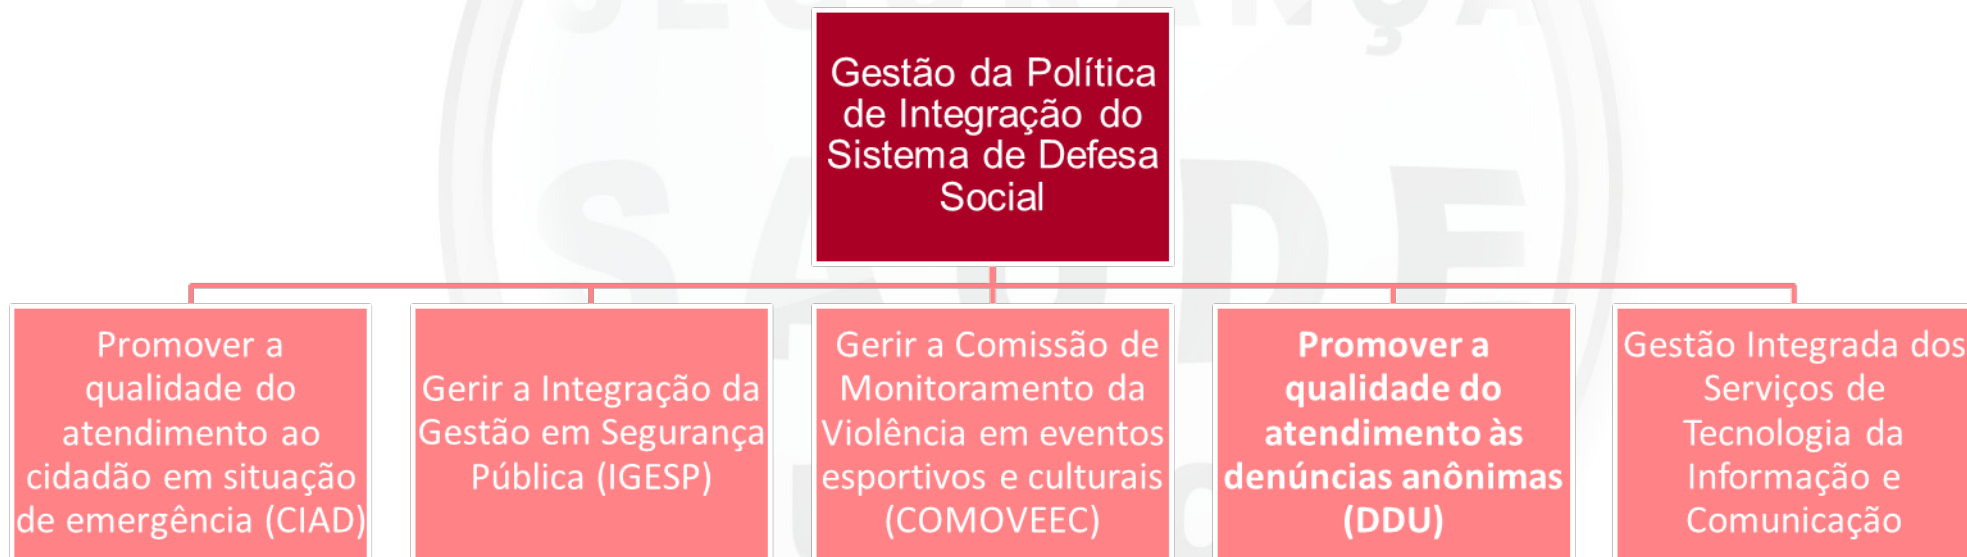 SEGURANÇA
SAÚDE
Gestão da Política
de Integração do
Sistema de Defesa
Social
Promover a
qualidade do
atendimento ao
cidadão em situação
de emergência (CIAD)
Gerir a Integração da
Gestão em Segurança
Pública (IGESP)
Gerir a Comissão de
Monitoramento da
Violência em eventos
esportivos e culturais
(COMOVEEC)
Promover a
qualidade do
atendimento às
denúncias anônimas
(DDU)
Gestão Integrada dos
Serviços de
Tecnologia da
Informação e
Comunicação